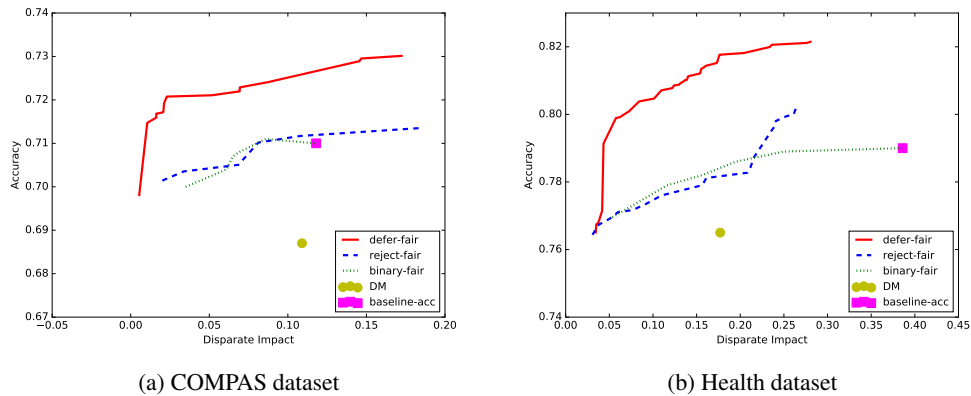 0.74
0.73
0.72
0.71
0.70
0.69
0.68
0.67
Accuracy
−0.05 0.00 0.05 0.10 0.15 0.20
Disparate Impact
defer-fair
reject-fair
binary-fair
DM
baseline-acc
(a) COMPAS dataset
0.82
0.80
0.78
0.76
0.74
Accuracy
0.00 0.05 0.10 0.15 0.20 0.25 0.30 0.35 0.40 0.45
Disparate Impact
defer-fair
reject-fair
binary-fair
DM
baseline-acc
(b) Health dataset